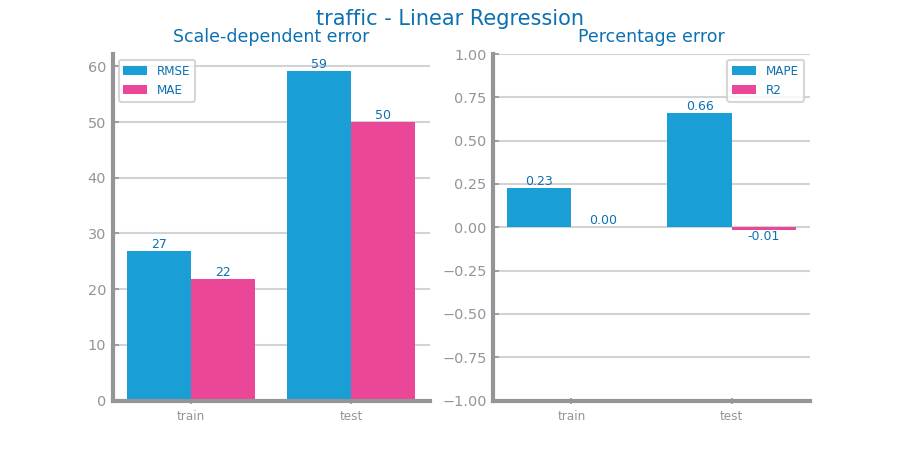 traffic - Linear Regression
Scale-dependent error
60
50
40
30
20
10
0
RMSE
MAE
27
22
59
50
train
test
Percentage error
1.00
0.75
0.50
0.25
0.00
−0.25
−0.50
−0.75
−1.00
MAPE
R2
0.23
0.00
0.66
-0.01
train
test